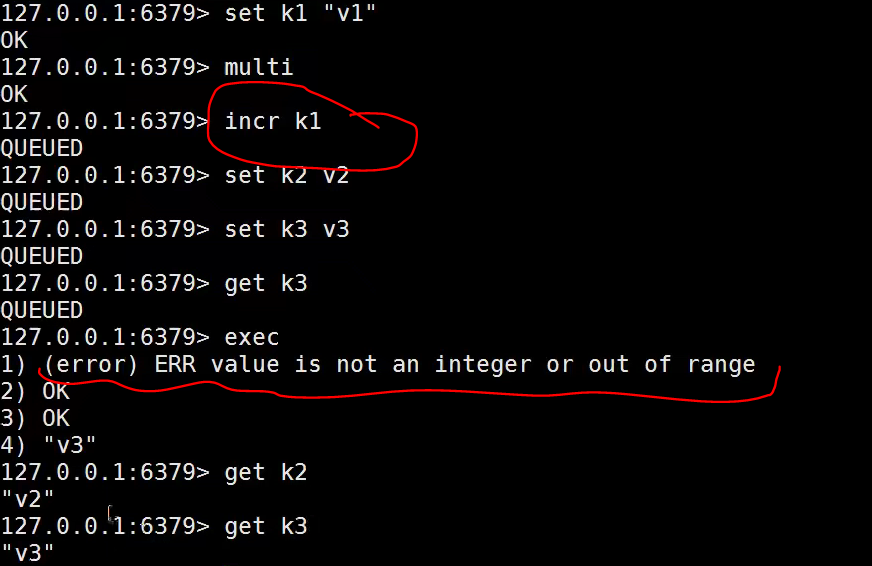 127.0.0.1:6379> set k1 "v1"
OK
127.0.0.1:6379> multi
OK
127.0.0.1:6379> incr k1
QUEUED
127.0.0.1:6379> set k2 v2
QUEUED
127.0.0.1:6379> set k3 v3
QUEUED
127.0.0.1:6379> get k3
QUEUED
127.0.0.1:6379> exec
1) (error) ERR value is not an integer or out of range
2) OK
3) OK
4) "v3"
127.0.0.1:6379> get k2
"v2"
127.0.0.1:6379> get k3
"v3"